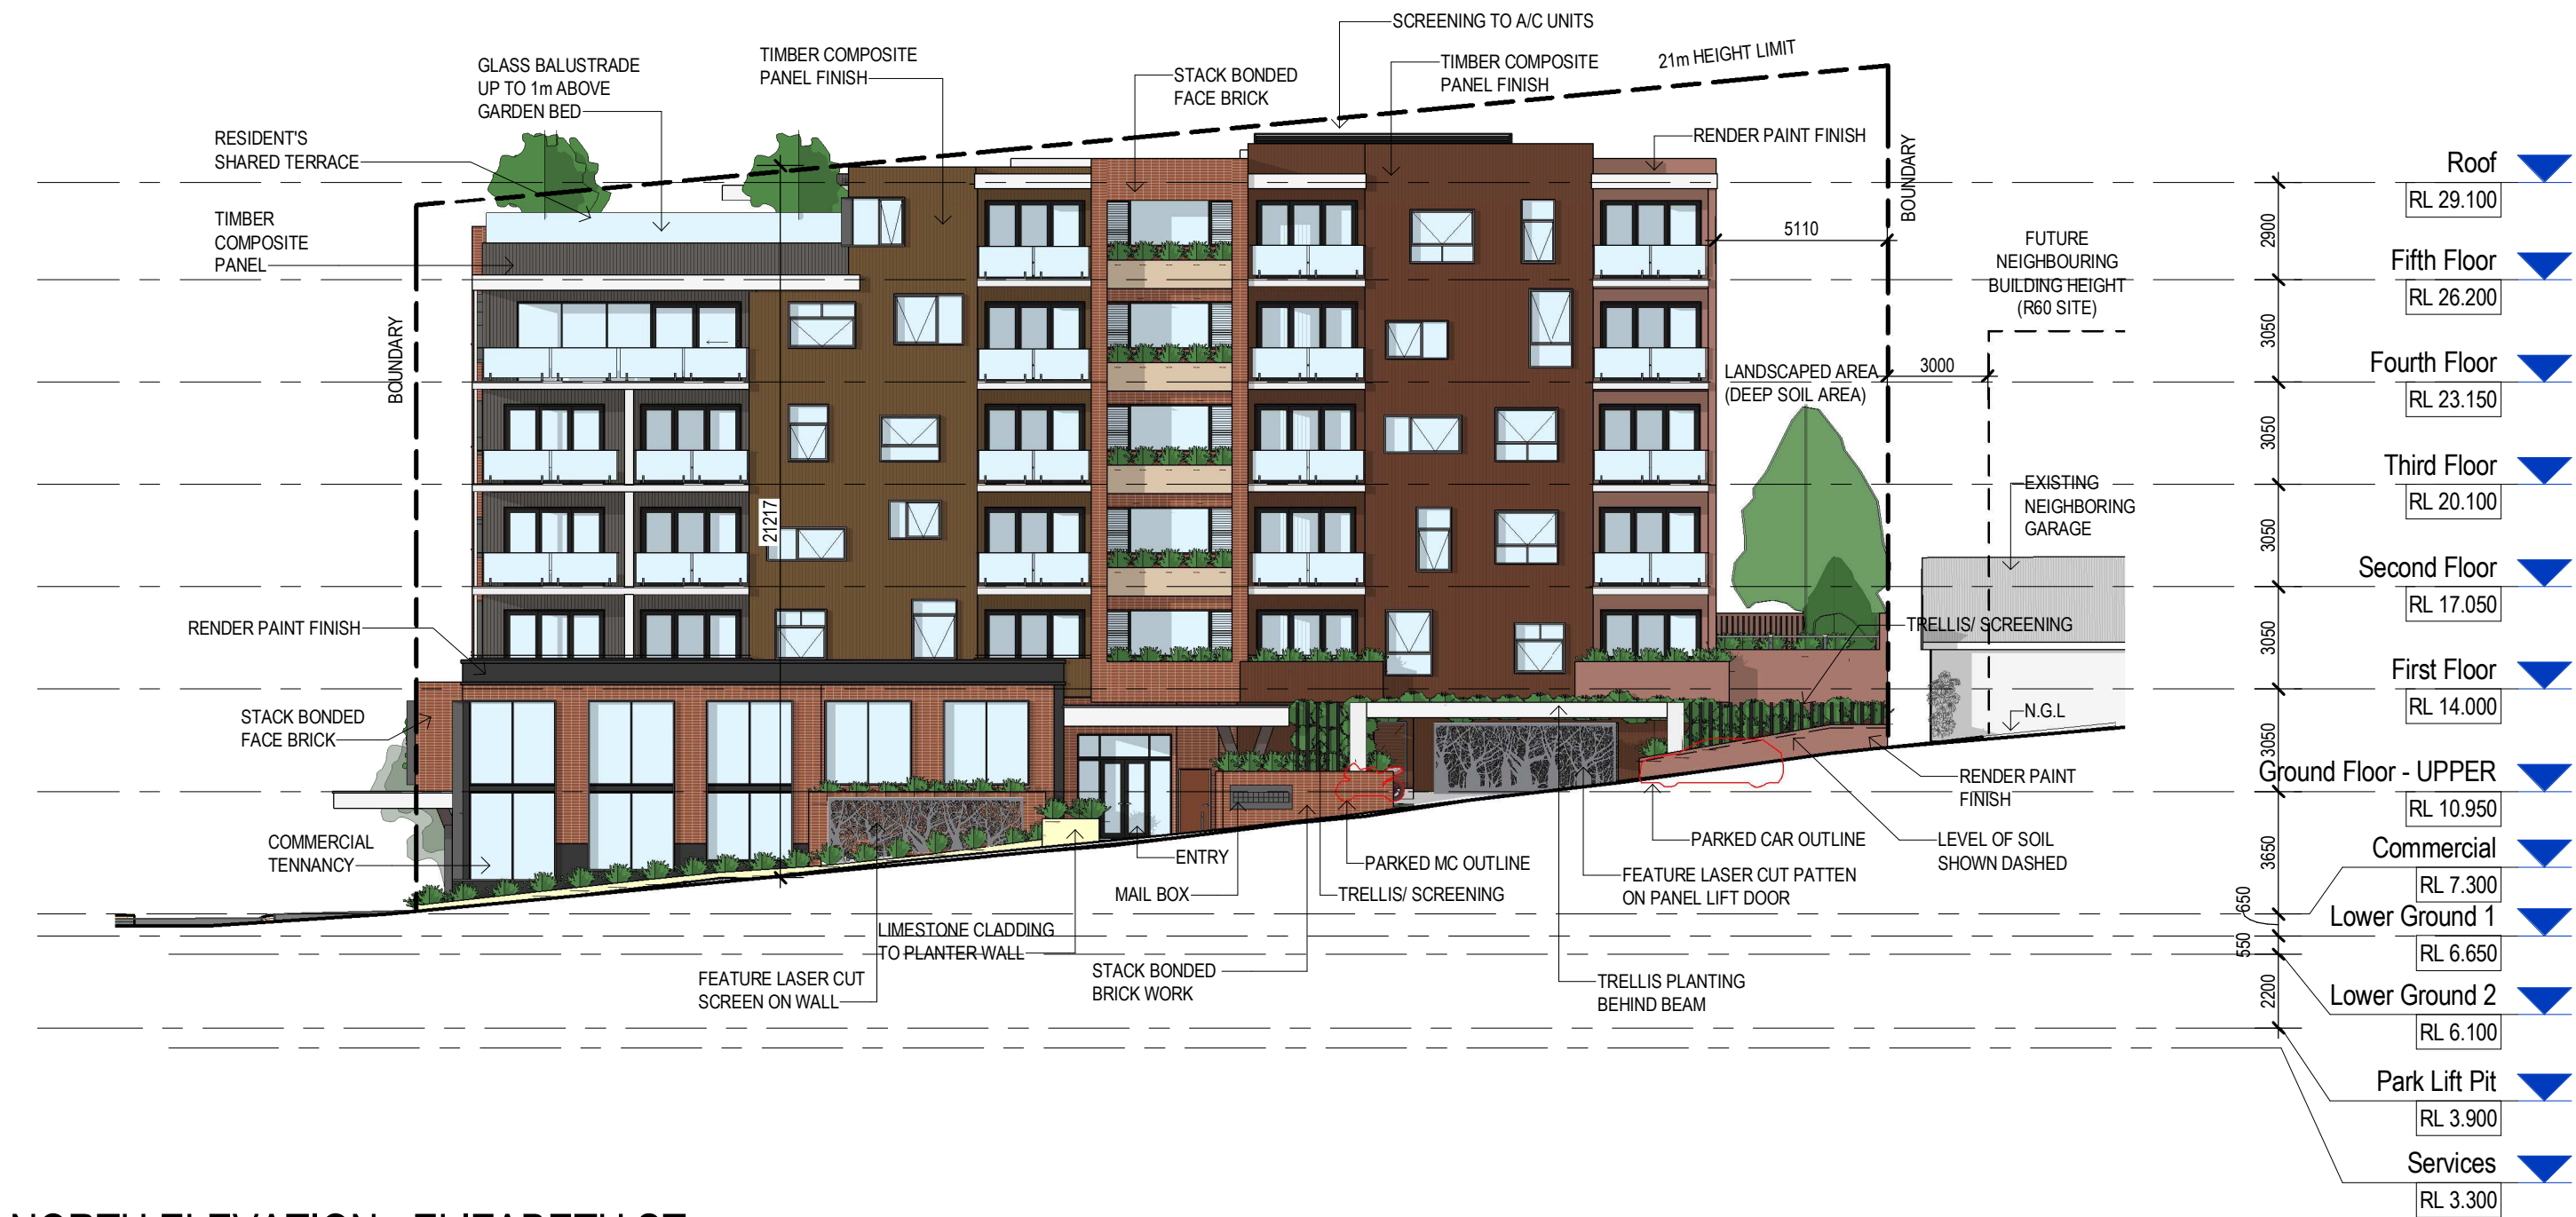 SCREENING TO A/C UNITS
21m HEIGHT LIMIT
TIMBER COMPOSITE
PANEL FINISH
GLASS BALUSTRADE
UP TO 1m ABOVE
GARDEN BED
STACK BONDED
FACE BRICK
TIMBER COMPOSITE
PANEL FINISH
RESIDENT'S
SHARED TERRACE
RENDER PAINT FINISH
BOUNDARY
TIMBER
COMPOSITE
PANEL
5110
FUTURE
NEIGHBOURING
BUILDING HEIGHT
(R60 SITE)
BOUNDARY
LANDSCAPED AREA
(DEEP SOIL AREA)
3000
EXISTING
NEIGHBORING
GARAGE
21217
RENDER PAINT FINISH
TRELLIS/ SCREENING
STACK BONDED
FACE BRICK
N.G.L
RENDER PAINT
FINISH
COMMERCIAL
TENNANCY
ENTRY
PARKED MC OUTLINE
PARKED CAR OUTLINE
LEVEL OF SOIL
SHOWN DASHED
MAIL BOX
TRELLIS/ SCREENING
FEATURE LASER CUT PATTEN
ON PANEL LIFT DOOR
LIMESTONE CLADDING
TO PLANTER WALL
FEATURE LASER CUT
SCREEN ON WALL
STACK BONDED
BRICK WORK
TRELLIS PLANTING
BEHIND BEAM
Roof
RL 29.100
2900
Fifth Floor
RL 26.200
3050
Fourth Floor
RL 23.150
3050
Third Floor
RL 20.100
3050
Second Floor
RL 17.050
3050
First Floor
RL 14.000
3050
Ground Floor - UPPER
RL 10.950
3650
Commercial
RL 7.300
650
Lower Ground 1
RL 6.650
550
Lower Ground 2
RL 6.100
2200
Park Lift Pit
RL 3.900
Services
RL 3.300
NORTH ELEVATION - ELIZABETH ST